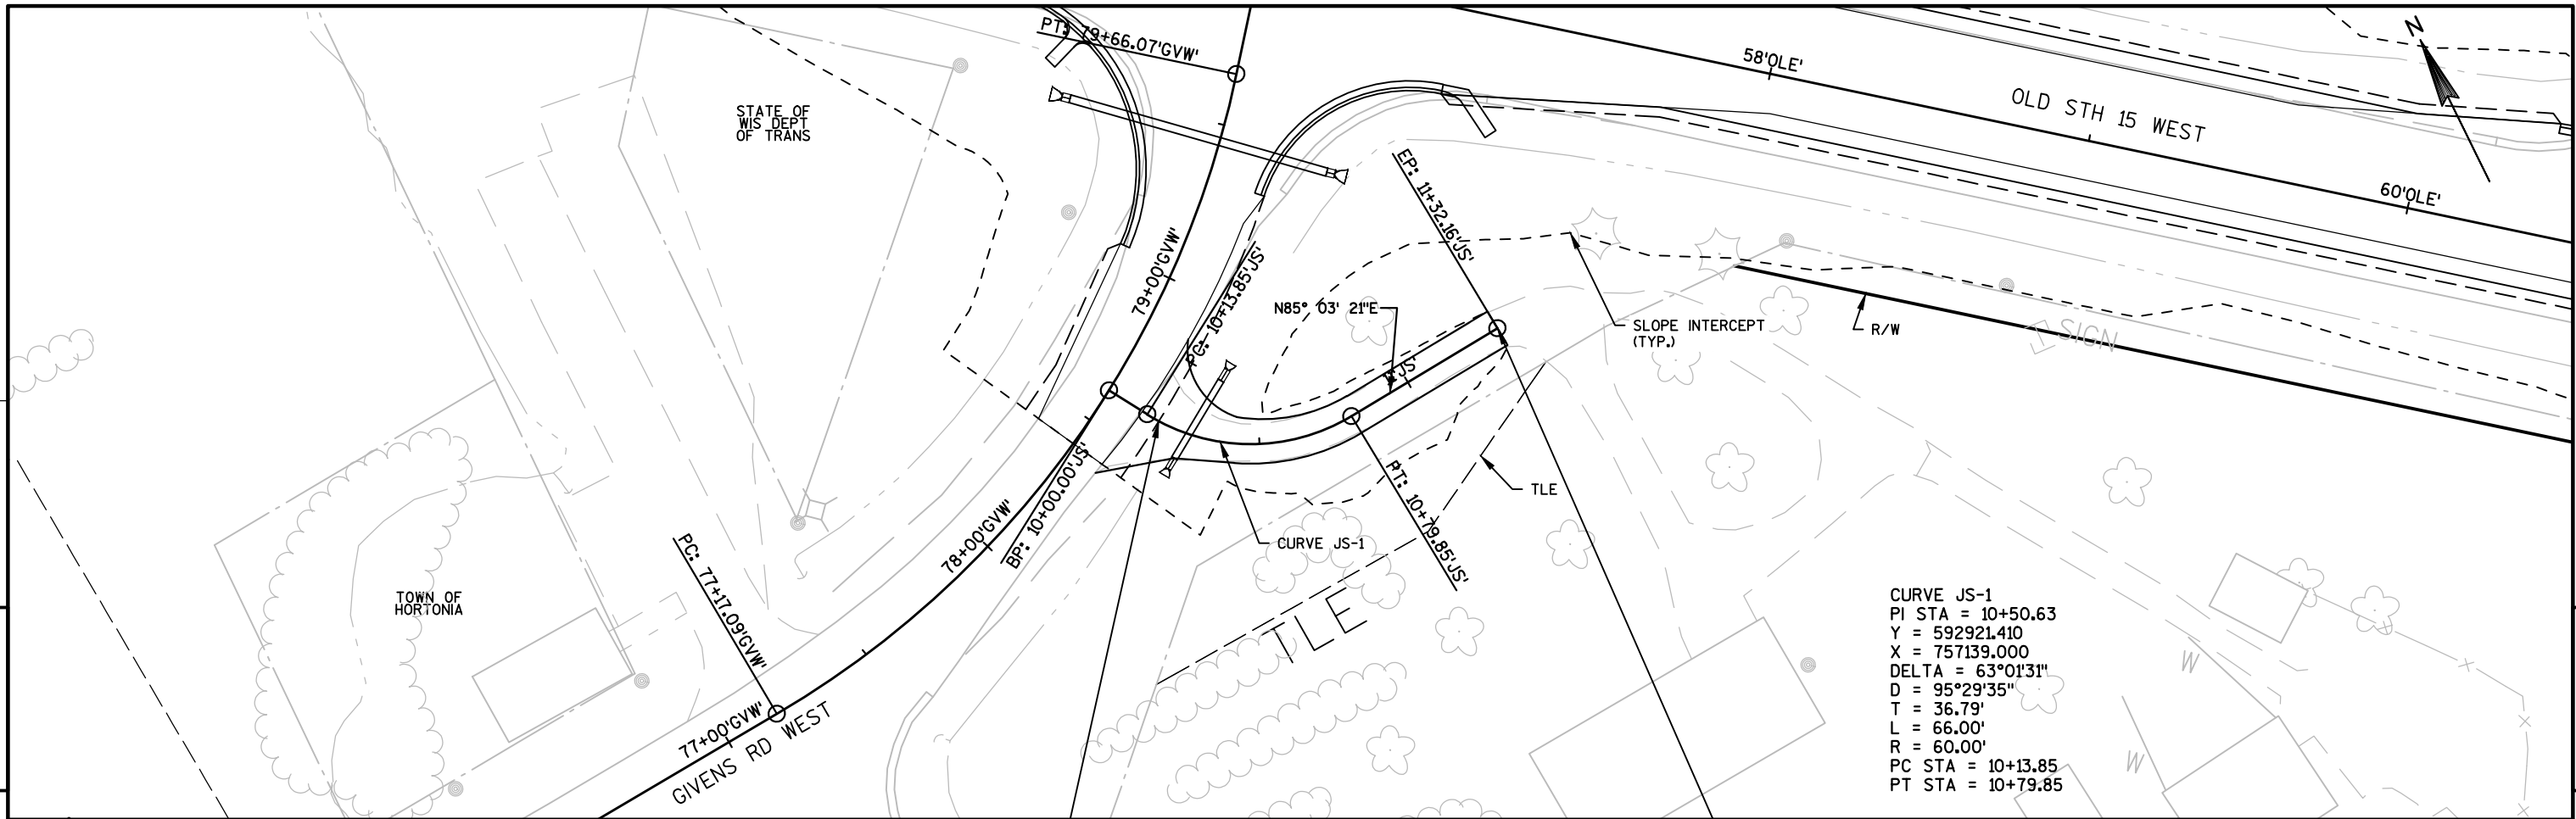 PT: 79+66.07'GVW'
58'OLE'
N
OLD STH 15 WEST
60'OLE'
STATE OF
WIS DEPT
OF TRANS
EP: 11+32.16'JS'
79+00'GVW'
PC: 10+13.85'JS'
N85° 03' 21"E
SLOPE INTERCEPT
(TYP.)
R/W
SIGN
BP: 10+00.00'JS'
PT: 10+79.85'JS'
TLE
78+00'GVW'
CURVE JS-1
PC: 77+17.09'GVW'
TOWN OF
HORTONIA
TLE
77+00'GVW'
GIVENS RD WEST
W
W
CURVE JS-1
PI STA = 10+50.63
Y = 592921.410
X = 757139.000
DELTA = 63°01'31"
D = 95°29'35"
T = 36.79'
L = 66.00'
R = 60.00'
PC STA = 10+13.85
PT STA = 10+79.85